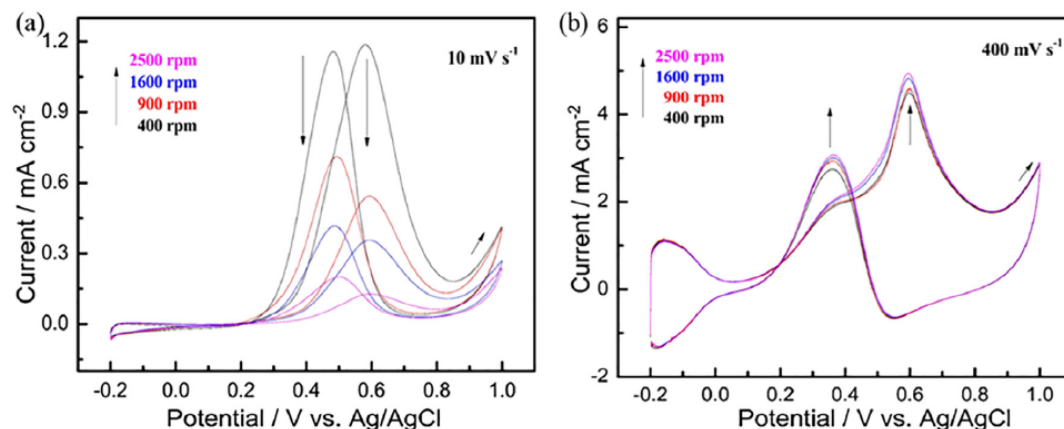 (a)
2500 rpm
1600 rpm
900 rpm
400 rpm
10 mV s⁻¹
1.2
0.9
0.6
0.3
0.0
Current / mA cm⁻²
-0.2 0.0 0.2 0.4 0.6 0.8 1.0
Potential / V vs. Ag/AgCl
(b)
2500 rpm
1600 rpm
900 rpm
400 rpm
400 mV s⁻¹
6
4
2
0
-2
Current / mA cm⁻²
-0.2 0.0 0.2 0.4 0.6 0.8 1.0
Potential / V vs. Ag/AgCl